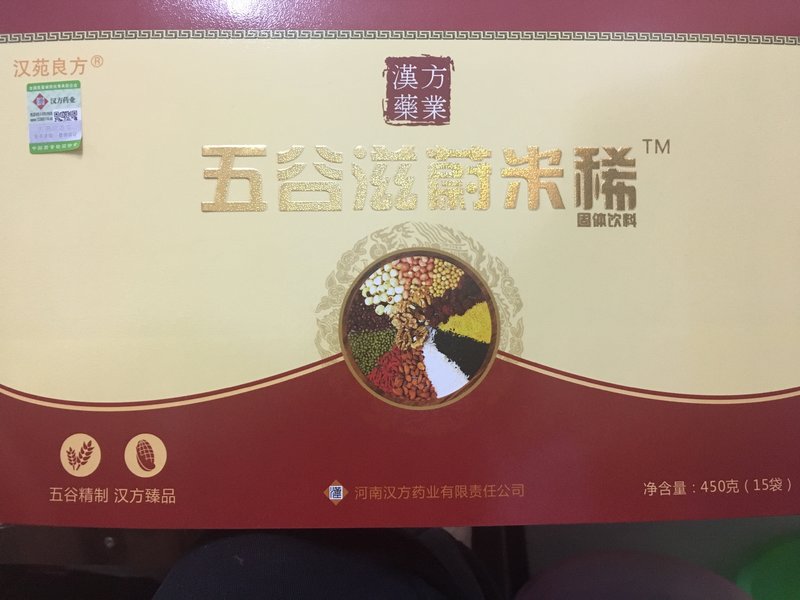 汉苑良方®
漢方
藥業
汉方药业
五谷滋蔚米稀™
固体饮料
五谷精制 汉方臻品
河南汉方药业有限责任公司
净含量：450克（15袋）